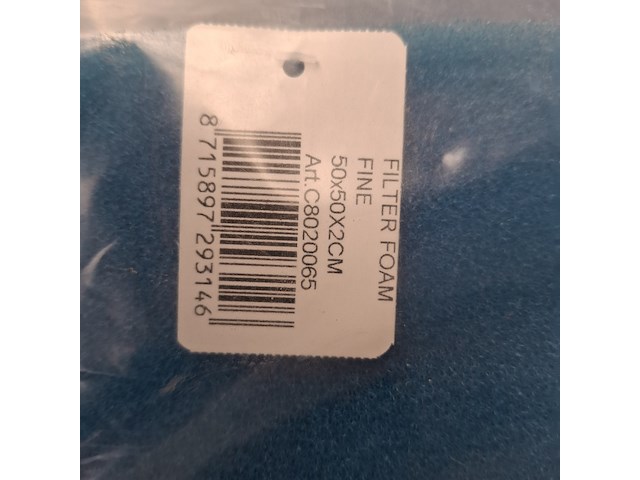 FILTER FOAM
FINE
50x50X2CM
Art.C8020065
8 715897 293146